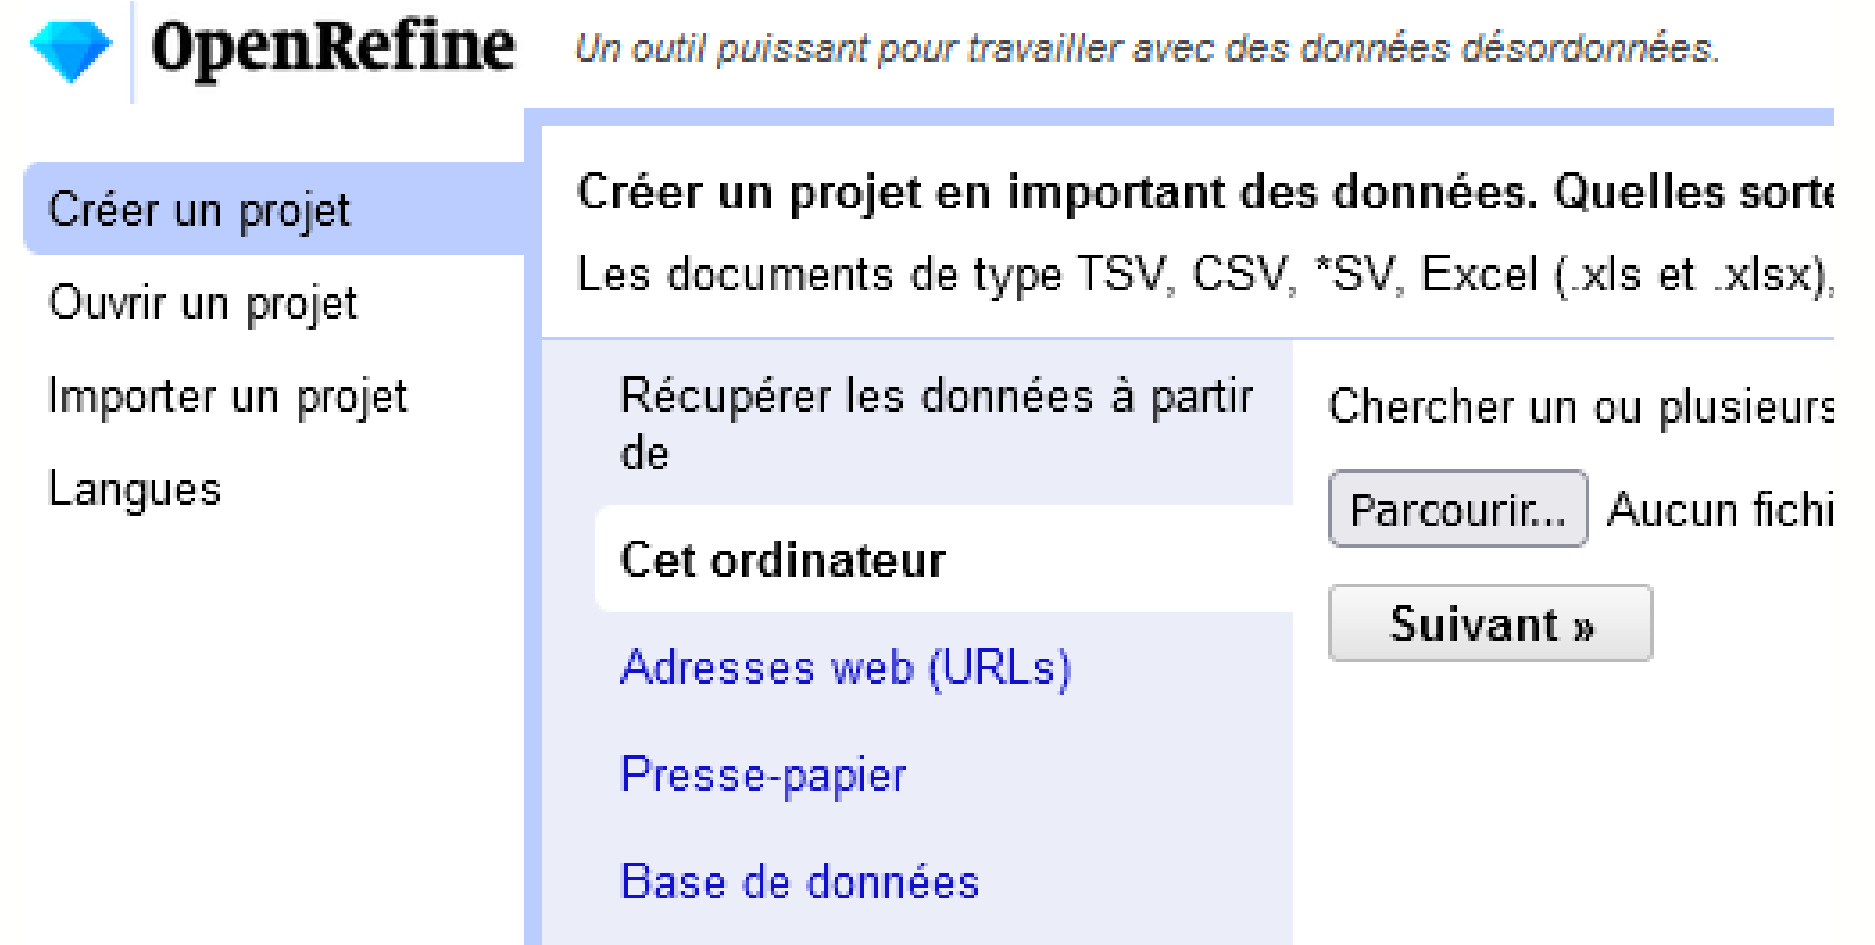 OpenRefine
Un outil puissant pour travailler avec des données désordonnées.
Créer un projet
Ouvrir un projet
Importer un projet
Langues
Créer un projet en important des données. Quelles sorte
Les documents de type TSV, CSV, *SV, Excel (.xls et .xlsx),
Récupérer les données à partir
de
Cet ordinateur
Adresses web (URLs)
Presse-papier
Base de données
Chercher un ou plusieurs
Parcourir... Aucun fichi
Suivant »